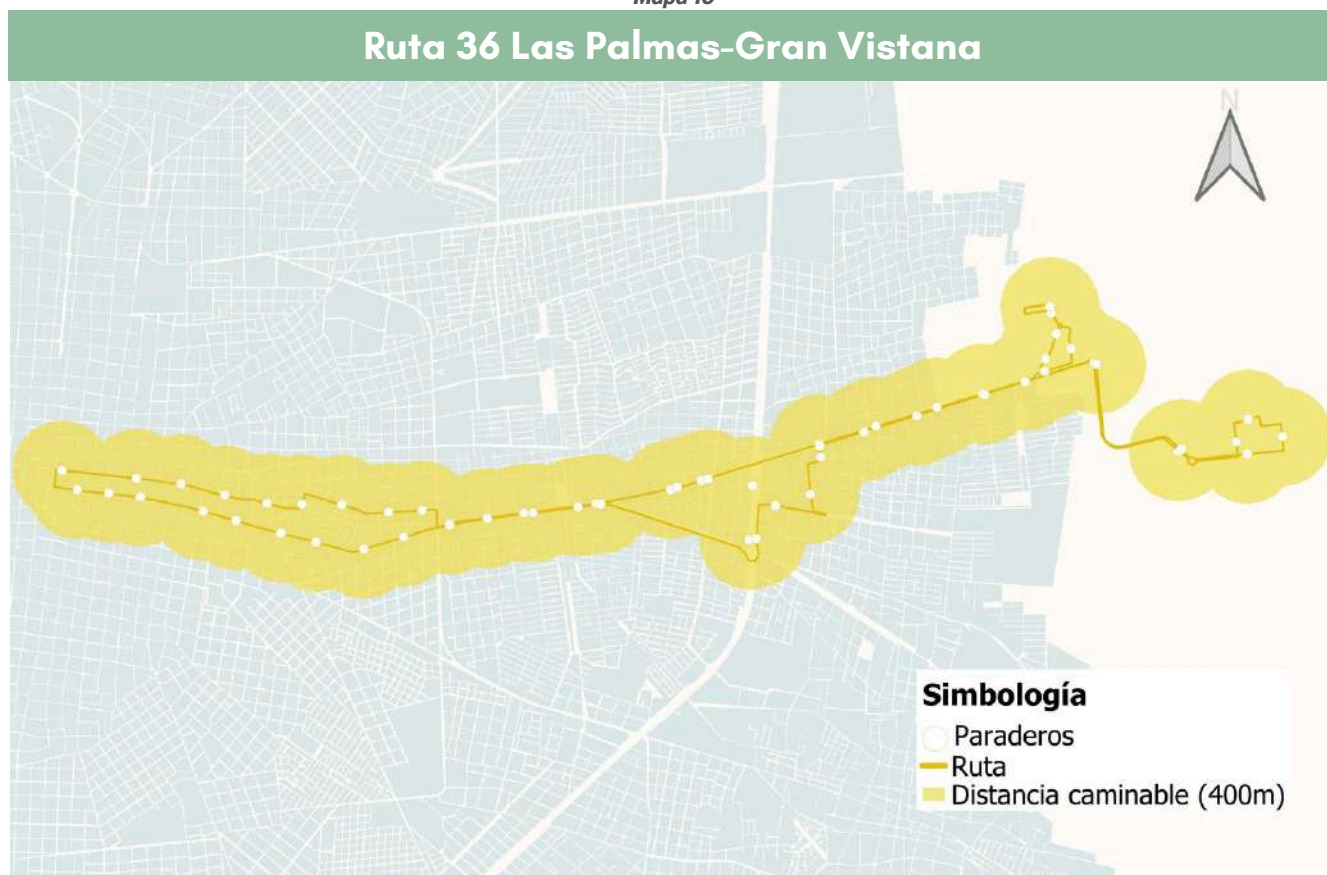 Ruta 36 Las Palmas-Gran Vistana
N
Simbología
Paraderos
Ruta
Distancia caminable (400m)